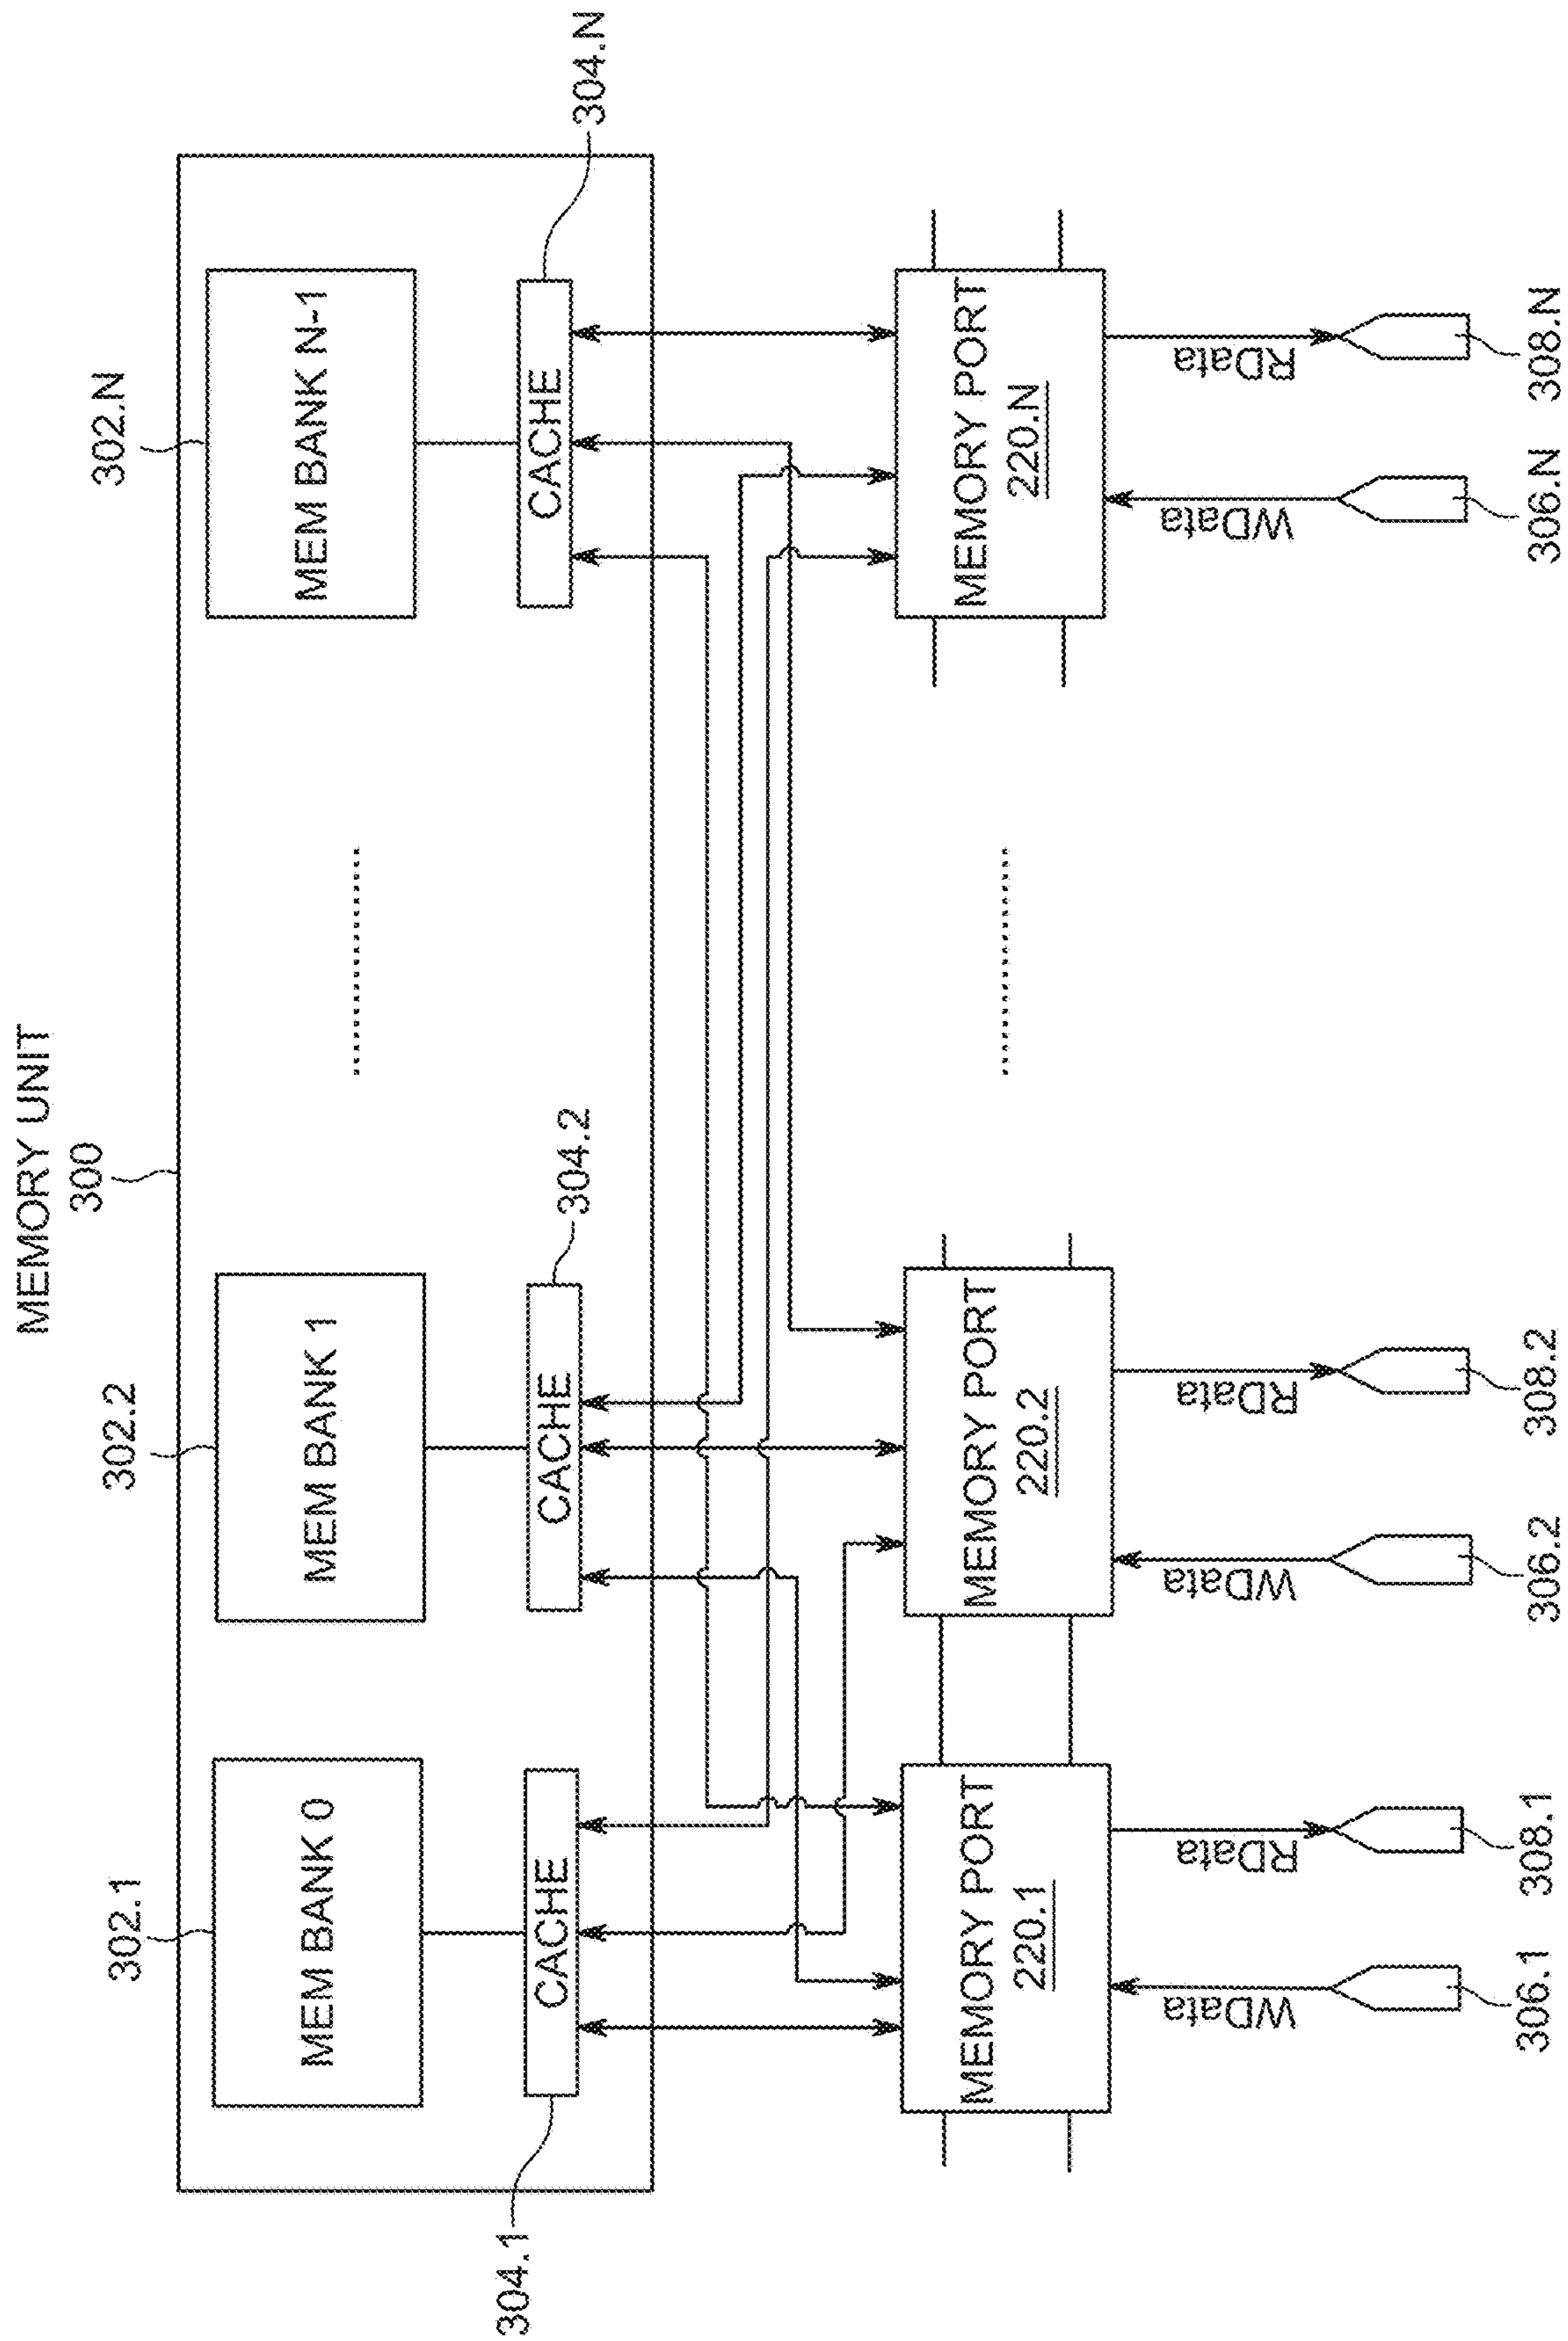 MEMORY UNIT
300
302.1
302.2
302.N
MEM BANK 0
MEM BANK 1
MEM BANK N-1
304.1
CACHE
CACHE
304.2
CACHE
304.N
MEMORY PORT
220.1
MEMORY PORT
220.2
MEMORY PORT
220.N
WData
RData
WData
RData
WData
RData
306.1
308.1
306.2
308.2
306.N
308.N